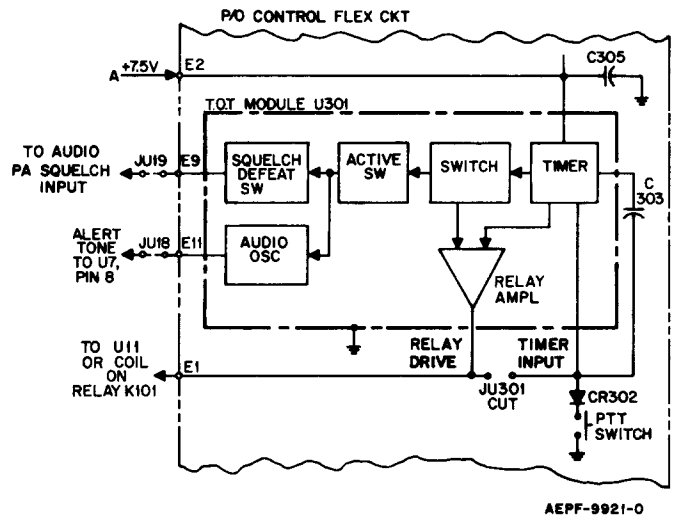 P/O CONTROL FLEX CKT
A
+7.5V
E2
C305
T.O.T MODULE U301
TO AUDIO
PA SQUELCH
INPUT
JU19
E9
SQUELCH
DEFEAT
SW
ACTIVE
SW
SWITCH
TIMER
C
303
ALERT
TONE
TO U7,
PIN 8
JU18
E11
AUDIO
OSC
RELAY
AMPL
TO U11
OR COIL
ON
RELAY K101
E1
RELAY
DRIVE
TIMER
INPUT
JU301
CUT
CR302
PTT
SWITCH
AEPF-9921-O